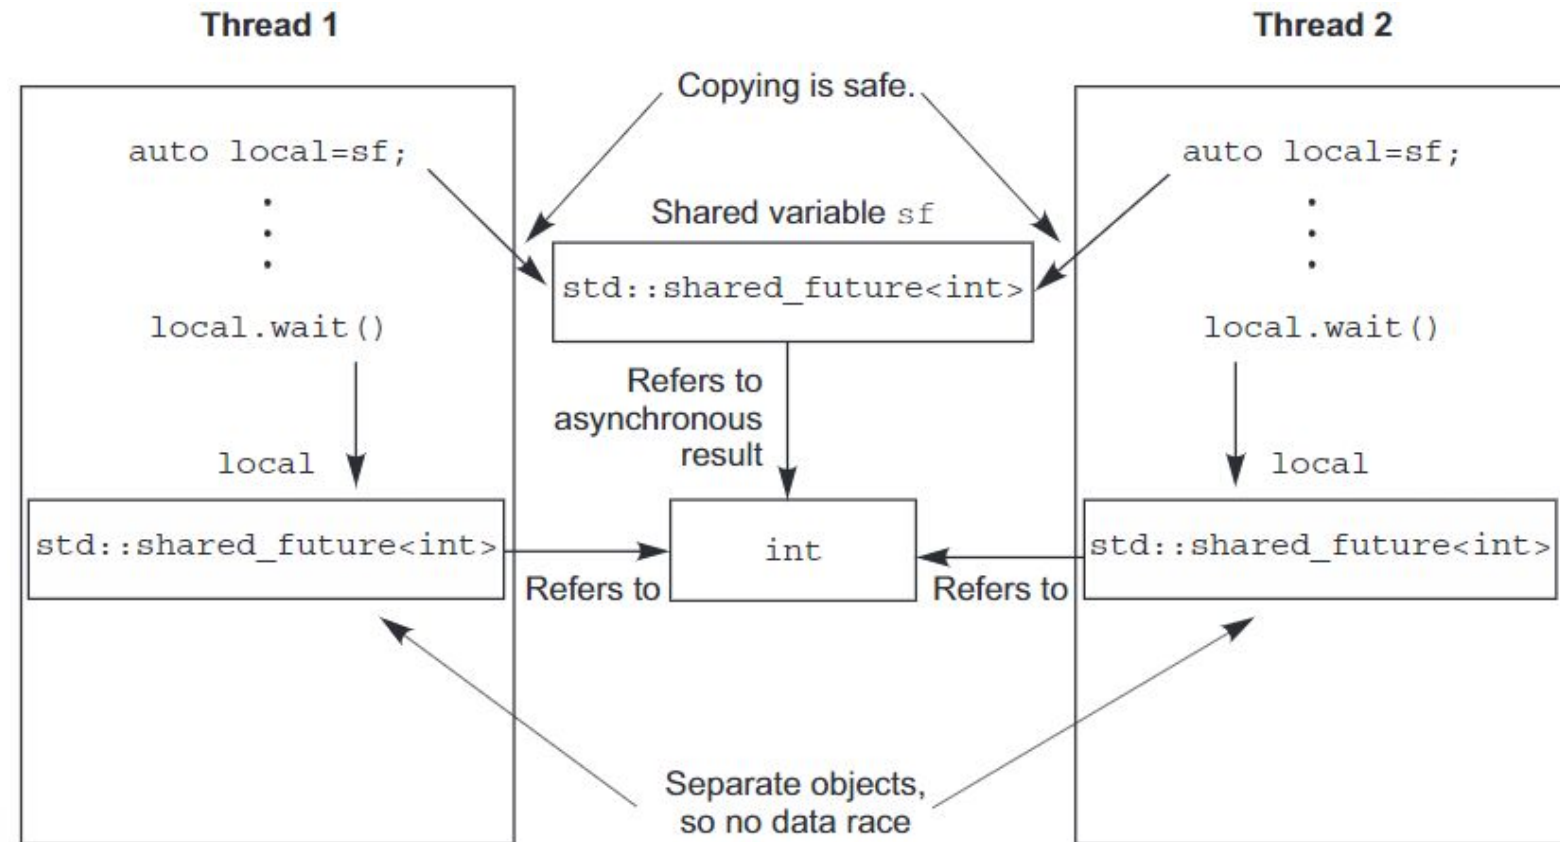 Thread 1
Thread 2
Copying is safe.
auto local=sf;
auto local=sf;
Shared variable sf
std::shared_future<int>
local.wait()
local.wait()
Refers to
asynchronous
result
local
local
std::shared_future<int>
int
std::shared_future<int>
Refers to
Refers to
Separate objects,
so no data race